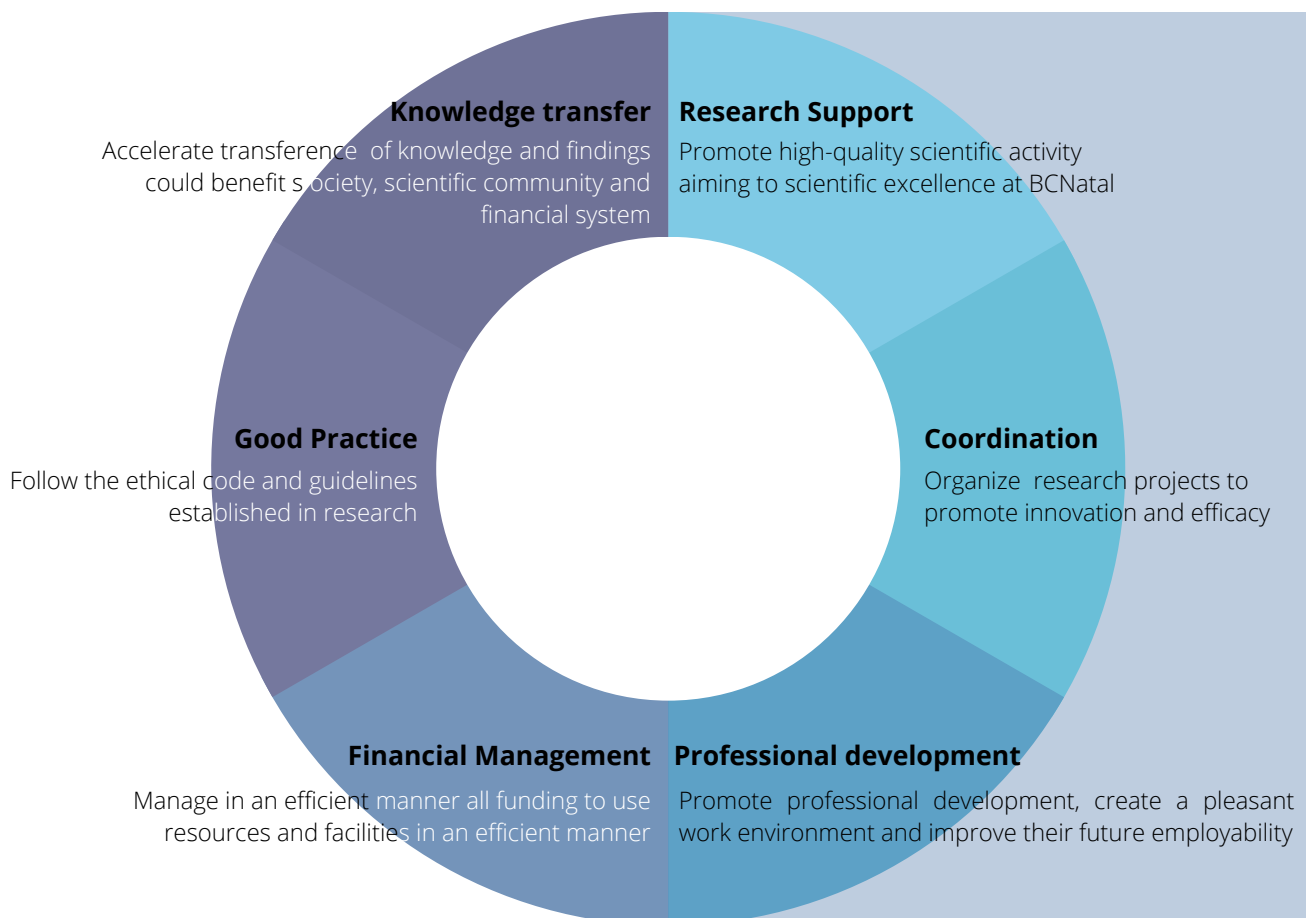 Knowledge transfer
Accelerate transference  of knowledge and findings
could benefit society, scientific community and
financial system
Research Support
Promote high-quality scientific activity
aiming to scientific excellence at BCNatal
Good Practice
Follow the ethical code and guidelines
established in research
Coordination
Organize  research projects to
promote innovation and efficacy
Financial Management
Manage in an efficient manner all funding to use
resources and facilities in an efficient manner
Professional development
Promote professional development, create a pleasant
work environment and improve their future employability